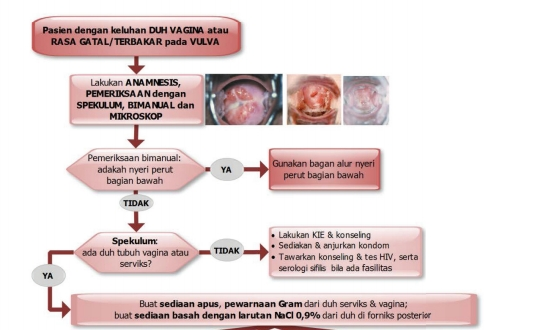 Pasien dengan keluhan DUH VAGINA atau
RASA GATAL/TERBAKAR pada VULVA
Lakukan ANAMNESIS,
PEMERIKSAAN dengan
SPEKULUM, BIMANUAL dan
MIKROSKOP
Pemeriksaan bimanual:
adakah nyeri perut
bagian bawah
YA
Gunakan bagan alur nyeri
perut bagian bawah
TIDAK
Spekulum:
ada duh tubuh vagina atau
serviks?
TIDAK
• Lakukan KIE & konseling
• Sediakan & anjurkan kondom
• Tawarkan konseling & tes HIV, serta
serologi sifilis bila ada fasilitas
YA
Buat sediaan apus, pewarnaan Gram dari duh serviks & vagina;
buat sediaan basah dengan larutan NaCl 0,9% dari duh di forniks posterior